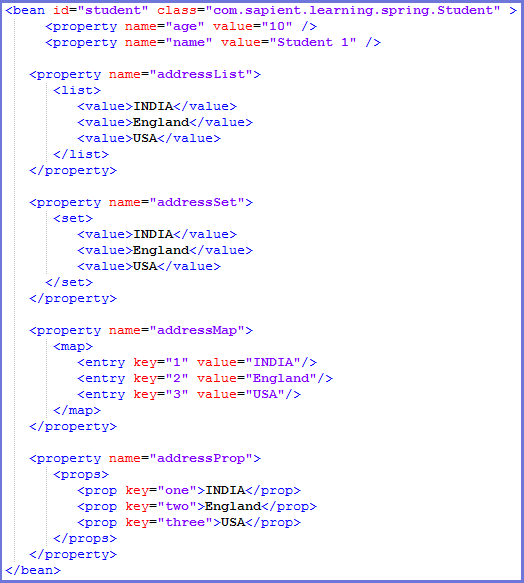 <bean id="student" class="com.sapient.learning.spring.Student" >
<property name="age" value="10" />
<property name="name" value="Student 1" />
<property name="addressList">
<list>
<value>INDIA</value>
<value>England</value>
<value>USA</value>
</list>
</property>
<property name="addressSet">
<set>
<value>INDIA</value>
<value>England</value>
<value>USA</value>
</set>
</property>
<property name="addressMap">
<map>
<entry key="1" value="INDIA"/>
<entry key="2" value="England"/>
<entry key="3" value="USA"/>
</map>
</property>
<property name="addressProp">
<props>
<prop key="one">INDIA</prop>
<prop key="two">England</prop>
<prop key="three">USA</prop>
</props>
</property>
</bean>